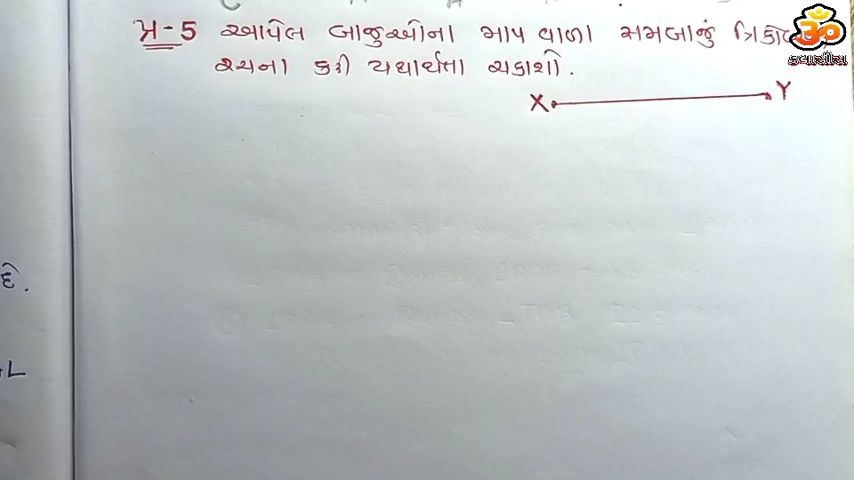 પ્ર-5 આપેલ બાજુઓના માપ વાળા સમબાજું
ૐ
રચના કરી યથાર્થતા ચકાશો.
ક્લાસીસ
X Y
દે.
L